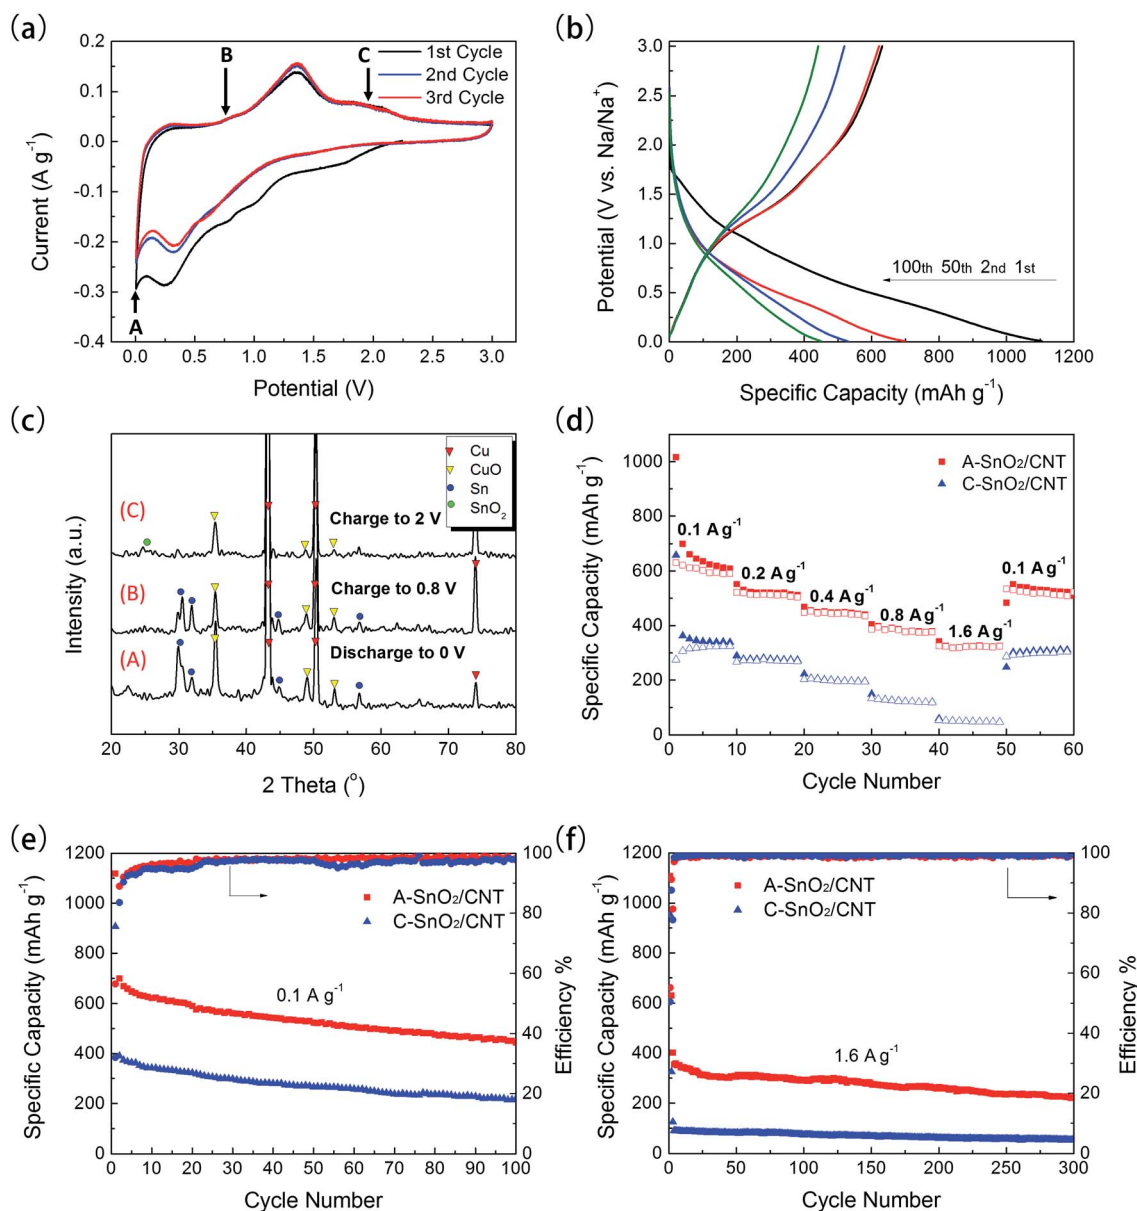 (a)
0.2
0.1
0.0
-0.1
-0.2
-0.3
-0.4
Current (A g⁻¹)
B
C
A
1st Cycle
2nd Cycle
3rd Cycle
0.0 0.5 1.0 1.5 2.0 2.5 3.0
Potential (V)
(b)
3.0
2.5
2.0
1.5
1.0
0.5
0.0
Potential (V vs. Na/Na⁺)
100th 50th 2nd 1st
0 200 400 600 800 1000 1200
Specific Capacity (mAh g⁻¹)
(c)
Intensity (a.u.)
Cu
CuO
Sn
SnO₂
(C)
Charge to 2 V
(B)
Charge to 0.8 V
(A)
Discharge to 0 V
20 30 40 50 60 70 80
2 Theta (°)
(d)
1000
800
600
400
200
0
Specific Capacity (mAh g⁻¹)
A-SnO₂/CNT
C-SnO₂/CNT
0.1 A g⁻¹
0.2 A g⁻¹
0.4 A g⁻¹
0.8 A g⁻¹
1.6 A g⁻¹
0.1 A g⁻¹
0 10 20 30 40 50 60
Cycle Number
(e)
1200
1000
800
600
400
200
0
Specific Capacity (mAh g⁻¹)
A-SnO₂/CNT
C-SnO₂/CNT
0.1 A g⁻¹
100
80
60
40
20
0
Efficiency %
0 10 20 30 40 50 60 70 80 90 100
Cycle Number
(f)
1200
1000
800
600
400
200
0
Specific Capacity (mAh g⁻¹)
A-SnO₂/CNT
C-SnO₂/CNT
1.6 A g⁻¹
100
80
60
40
20
0
Efficiency %
0 50 100 150 200 250 300
Cycle Number